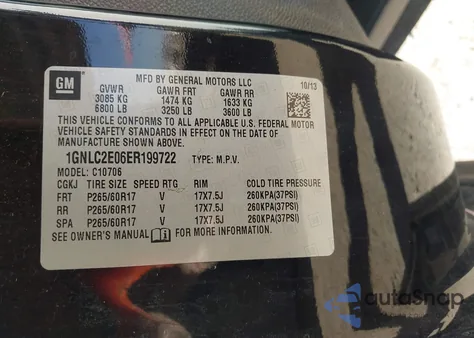 GM
MFD BY GENERAL MOTORS LLC
10/13
GVWR GAWR FRT GAWR RR
3085 KG 1474 KG 1633 KG
6800 LB 3250 LB 3600 LB
THIS VEHICLE CONFORMS TO ALL APPLICABLE U.S. FEDERAL MOTOR
VEHICLE SAFETY STANDARDS IN EFFECT ON THE DATE OF
MANUFACTURE SHOWN ABOVE.
1GNLC2E06ER199722 TYPE: M.P.V.
MODEL: C10706
CGKJ TIRE SIZE SPEED RTG RIM COLD TIRE PRESSURE
FRT P265/60R17 V 17X7.5J 260KPA(37PSI)
RR P265/60R17 V 17X7.5J 260KPA(37PSI)
SPA P265/60R17 V 17X7.5J 260KPA(37PSI)
SEE OWNER'S MANUAL FOR MORE INFORMATION
autoSnap